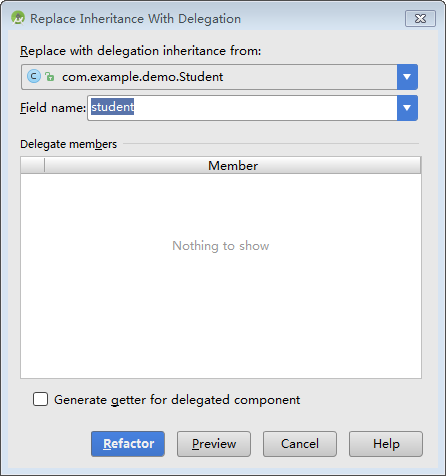 Replace Inheritance With Delegation
Replace with delegation inheritance from:
C com.example.demo.Student
Field name: student
Delegate members
Member
Nothing to show
Generate getter for delegated component
Refactor Preview Cancel Help